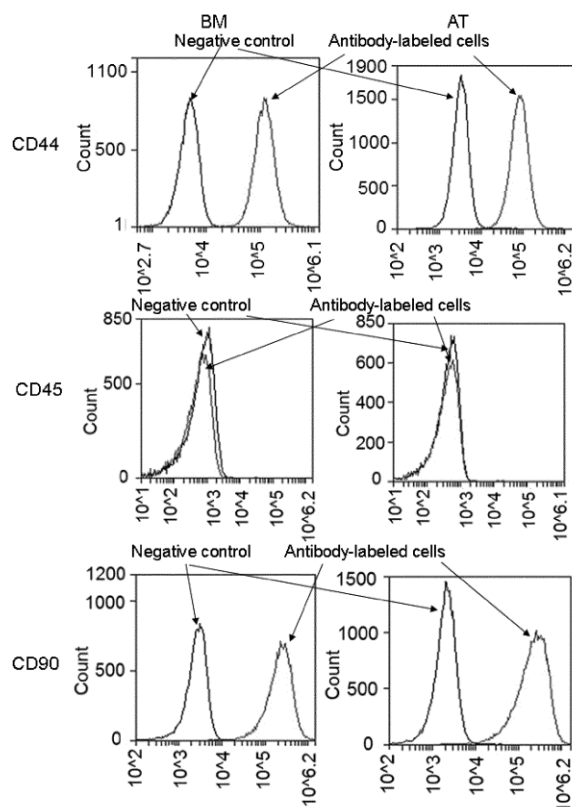 BM AT
Negative control Antibody-labeled cells
CD44
Count
1100
500
1
10^2.7 10^4 10^5 10^6.1
Count
1900
1500
1000
500
0
10^2 10^3 10^4 10^5 10^6.2
Negative control Antibody-labeled cells
CD45
Count
850
500
0
10^1 10^2 10^3 10^4 10^5 10^6.2
Count
850
600
400
200
0
10^1 10^2 10^3 10^4 10^5 10^6.2
Negative control Antibody-labeled cells
CD90
Count
1200
1000
500
0
10^2 10^3 10^4 10^5 10^6.2
Count
1500
1000
500
0
10^2 10^3 10^4 10^5 10^6.2